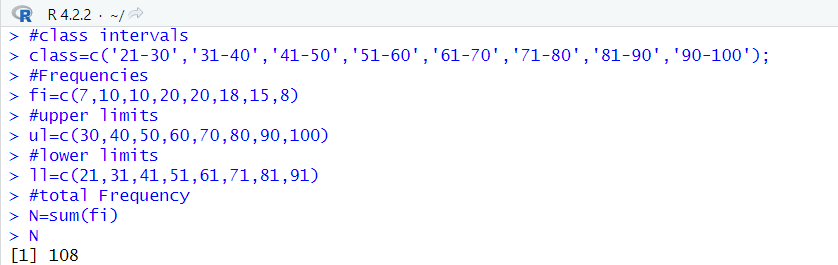 R 4.2.2 · ~/
> #class intervals
> class=c('21-30','31-40','41-50','51-60','61-70','71-80','81-90','90-100');
> #Frequencies
> fi=c(7,10,10,20,20,18,15,8)
> #upper limits
> ul=c(30,40,50,60,70,80,90,100)
> #lower limits
> ll=c(21,31,41,51,61,71,81,91)
> #total Frequency
> N=sum(fi)
> N
[1] 108